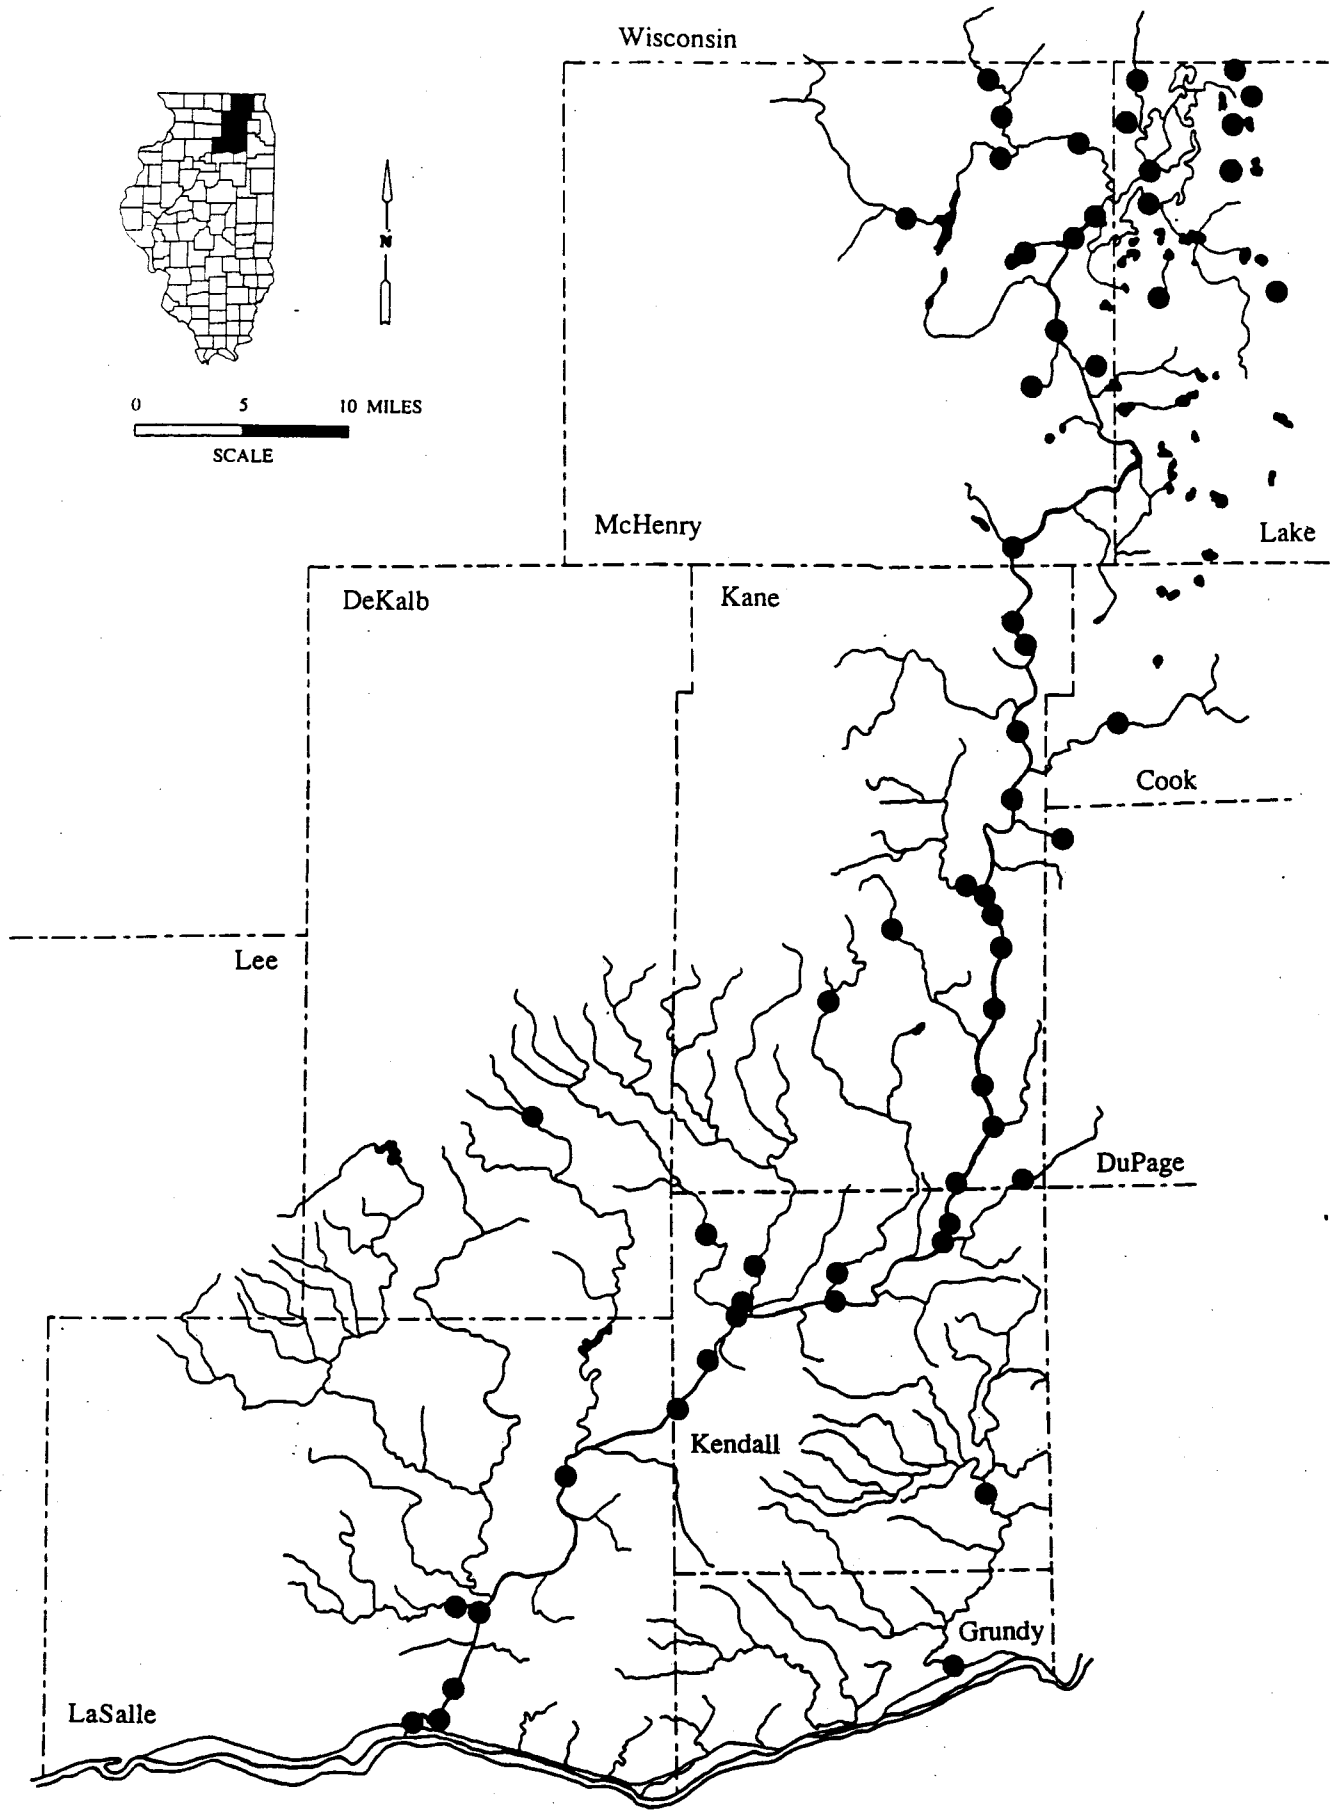 Wisconsin
N
0 5 10 MILES
SCALE
McHenry
Lake
DeKalb
Kane
Cook
Lee
DuPage
Kendall
Grundy
LaSalle